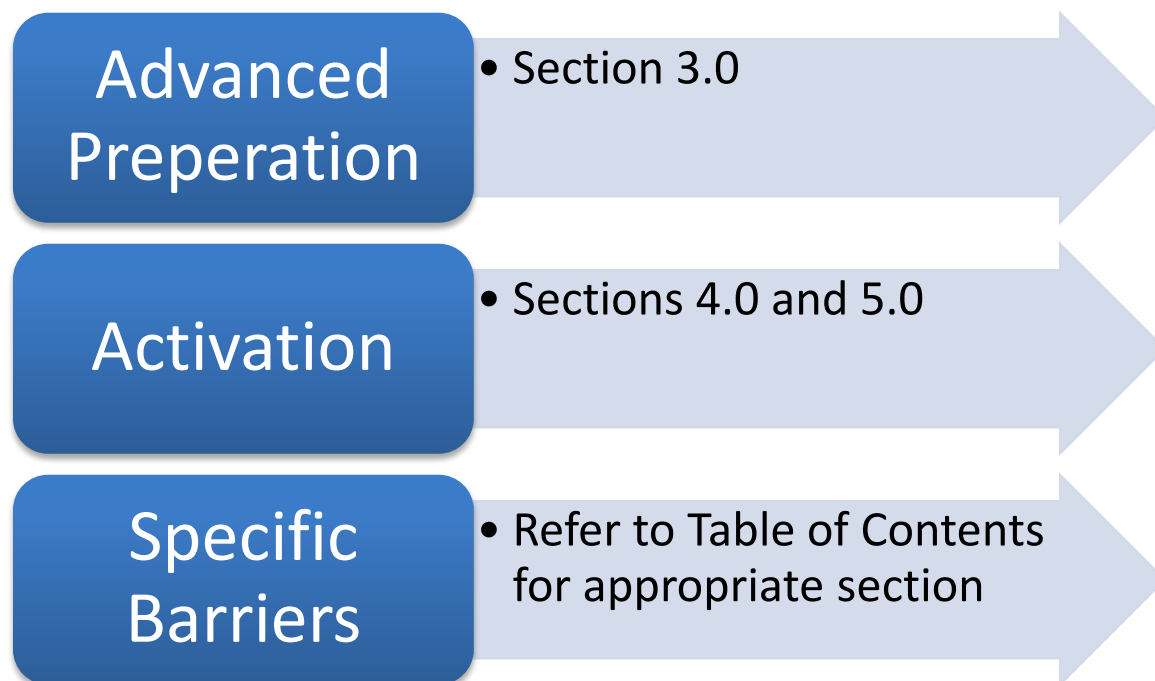 Advanced
Preperation
• Section 3.0
Activation
• Sections 4.0 and 5.0
Specific
Barriers
• Refer to Table of Contents
for appropriate section